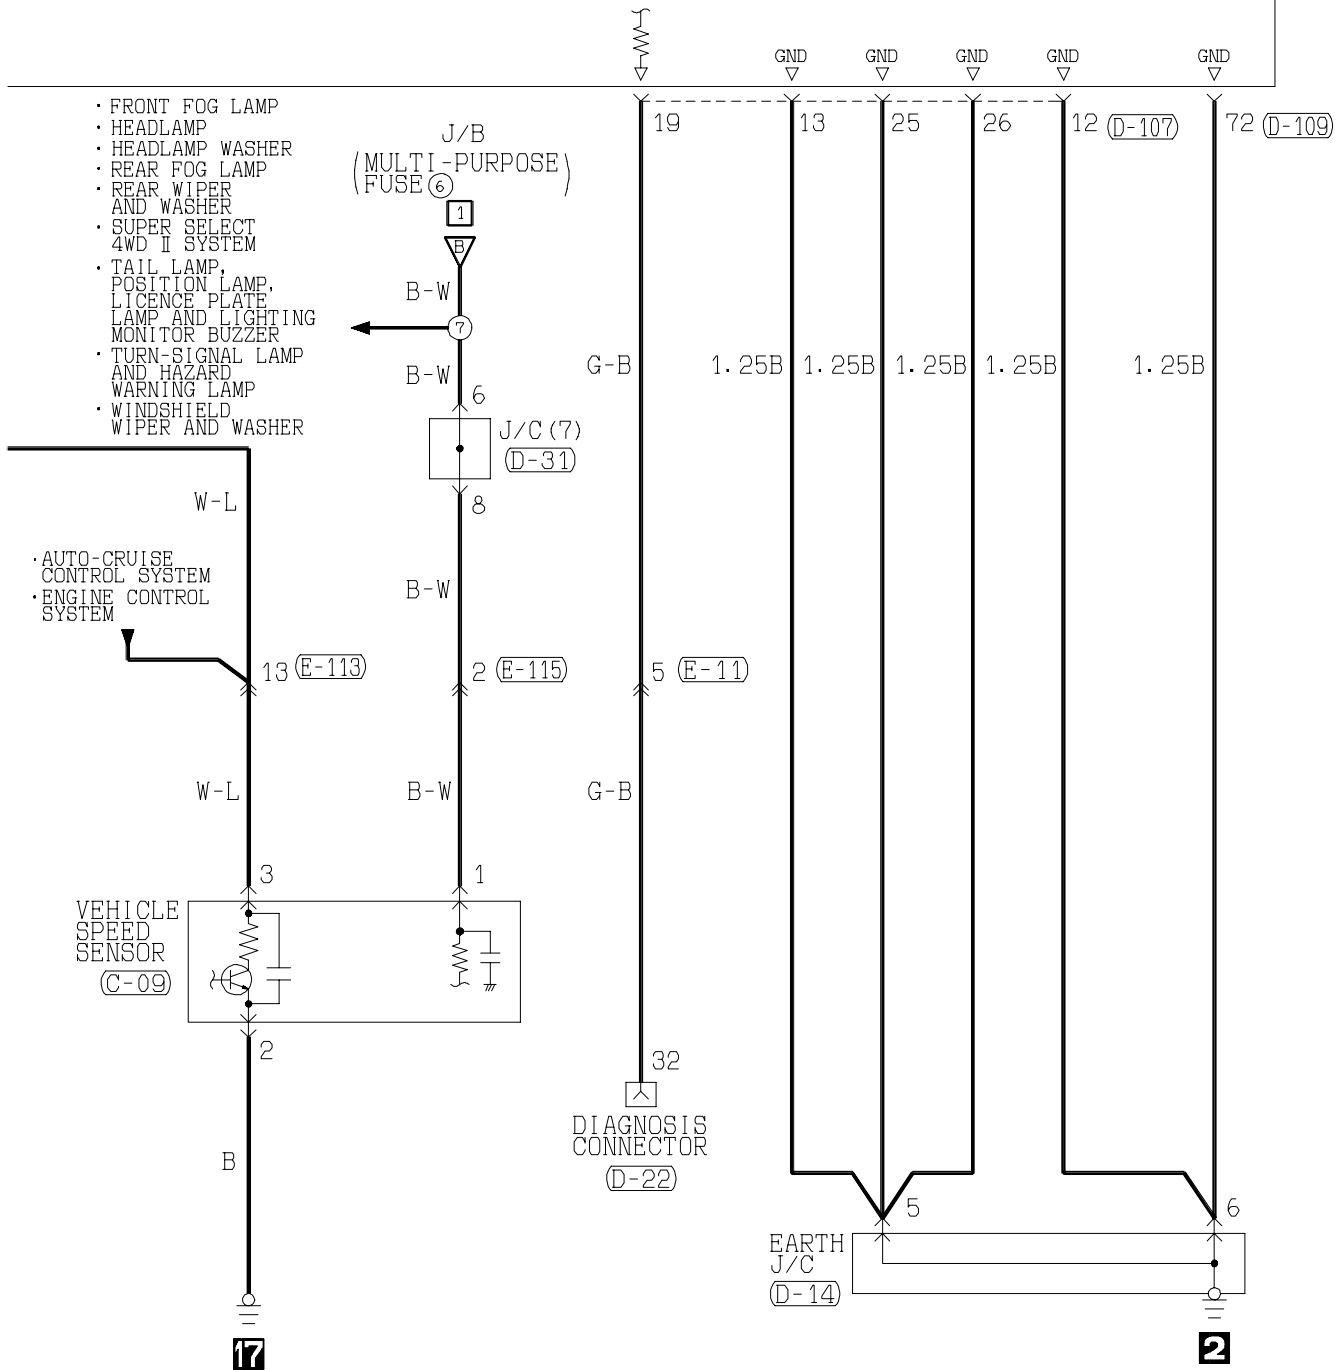 GND GND GND GND GND
19 13 25 26 12 (D-107) 72 (D-109)
· FRONT FOG LAMP
· HEADLAMP
· HEADLAMP WASHER
· REAR FOG LAMP
· REAR WIPER
AND WASHER
· SUPER SELECT
4WD Ⅱ SYSTEM
· TAIL LAMP,
POSITION LAMP,
LICENCE PLATE
LAMP AND LIGHTING
MONITOR BUZZER
· TURN-SIGNAL LAMP
AND HAZARD
WARNING LAMP
· WINDSHIELD
WIPER AND WASHER
J/B
(MULTI-PURPOSE
FUSE ⑥)
1
B
B-W
7
B-W
6
J/C (7)
D-31
8
G-B 1.25B 1.25B 1.25B 1.25B 1.25B
W-L
· AUTO-CRUISE
CONTROL SYSTEM
· ENGINE CONTROL
SYSTEM
B-W
13 E-113 2 E-115 5 E-11
W-L B-W G-B
3 1
VEHICLE
SPEED
SENSOR
C-09
2
32
DIAGNOSIS
CONNECTOR
D-22
B
5 6
EARTH
J/C
D-14
17 2